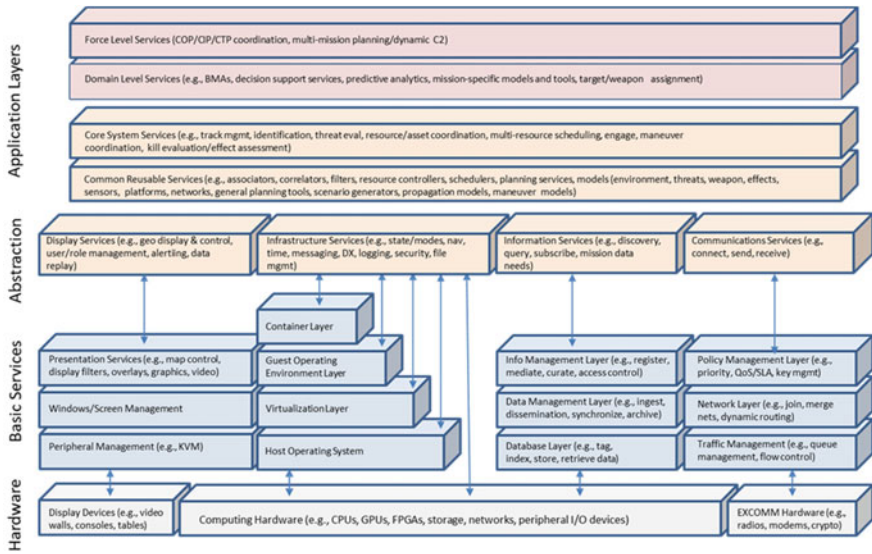 Application Layers
Force Level Services (COP/CIP/CTP coordination, multi-mission planning/dynamic C2)
Domain Level Services (e.g., BMAs, decision support services, predictive analytics, mission-specific models and tools, target/weapon assignment)
Core System Services (e.g., track mgmt, identification, threat eval, resource/asset coordination, multi-resource scheduling, engage, maneuver
coordination, kill evaluation/effect assessment)
Common Reusable Services (e.g., associators, correlators, filters, resource controllers, schedulers, planning services, models (environment, threats, weapon, effects,
sensors, platforms, networks, general planning tools, scenario generators, propagation models, maneuver models)
Abstraction
Display Services (e.g., geo display & control,
user/role management, alertiing, data
replay)
Infrastructure Services (e.g., state/modes, nav,
time, messaging, DX, logging, security, file
mgmt)
Information Services (e.g., discovery,
query, subscribe, mission data
needs)
Communications Services (e.g.,
connect, send, receive)
Basic Services
Container Layer
Presentation Services (e.g., map control,
display filters, overlays, graphics, video)
Guest Operating
Environment Layer
Info Management Layer (e.g., register,
mediate, curate, access control)
Policy Management Layer (e.g.,
priority, QoS/SLA, key mgmt)
Windows/Screen Management
Virtualization Layer
Data Management Layer (e.g., ingest,
dissemination, synchronize, archive)
Network Layer (e.g., join, merge
nets, dynamic routing)
Peripheral Management (e.g., KVM)
Host Operating System
Database Layer (e.g., tag,
index, store, retrieve data)
Traffic Management (e.g., queue
management, flow control)
Hardware
Display Devices (e.g., video
walls, consoles, tables)
Computing Hardware (e.g., CPUs, GPUs, FPGAs, storage, networks, peripheral I/O devices)
EXCOMM Hardware (e.g.,
radios, modems, crypto)